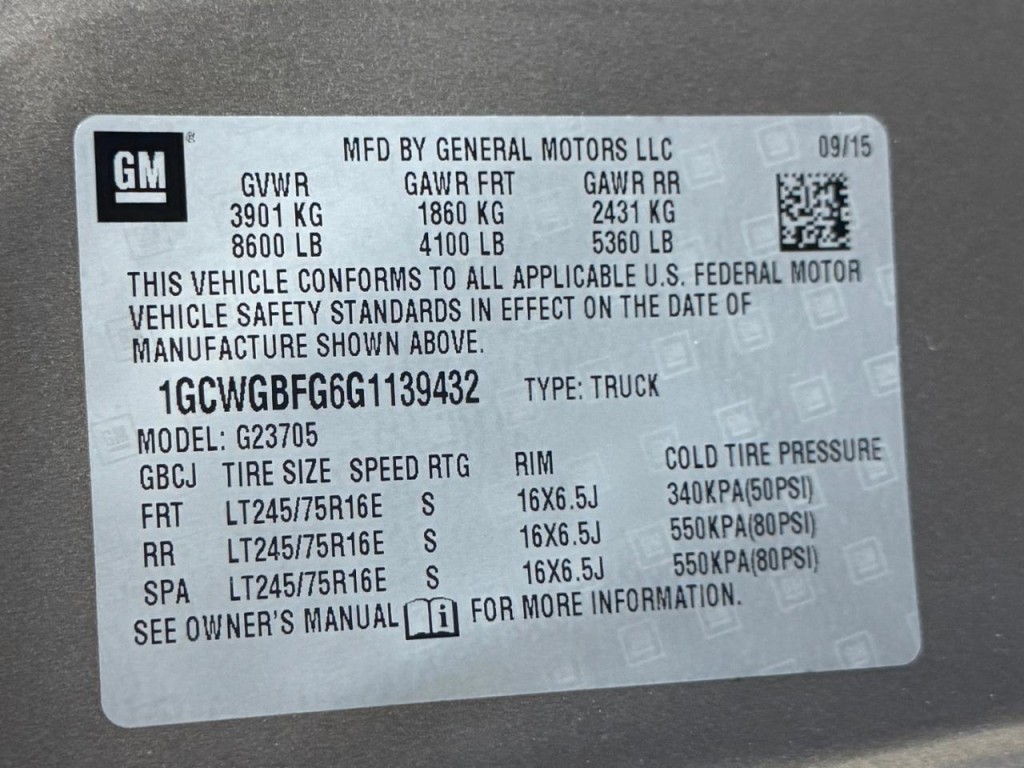 GM ®
MFD BY GENERAL MOTORS LLC 09/15
GVWR GAWR FRT GAWR RR
3901 KG 1860 KG 2431 KG
8600 LB 4100 LB 5360 LB
THIS VEHICLE CONFORMS TO ALL APPLICABLE U.S. FEDERAL MOTOR
VEHICLE SAFETY STANDARDS IN EFFECT ON THE DATE OF
MANUFACTURE SHOWN ABOVE.
1GCWGBFG6G1139432 TYPE: TRUCK
MODEL: G23705
GBCJ TIRE SIZE SPEED RTG RIM COLD TIRE PRESSURE
FRT LT245/75R16E S 16X6.5J 340KPA(50PSI)
RR LT245/75R16E S 16X6.5J 550KPA(80PSI)
SPA LT245/75R16E S 16X6.5J 550KPA(80PSI)
SEE OWNER'S MANUAL i FOR MORE INFORMATION.